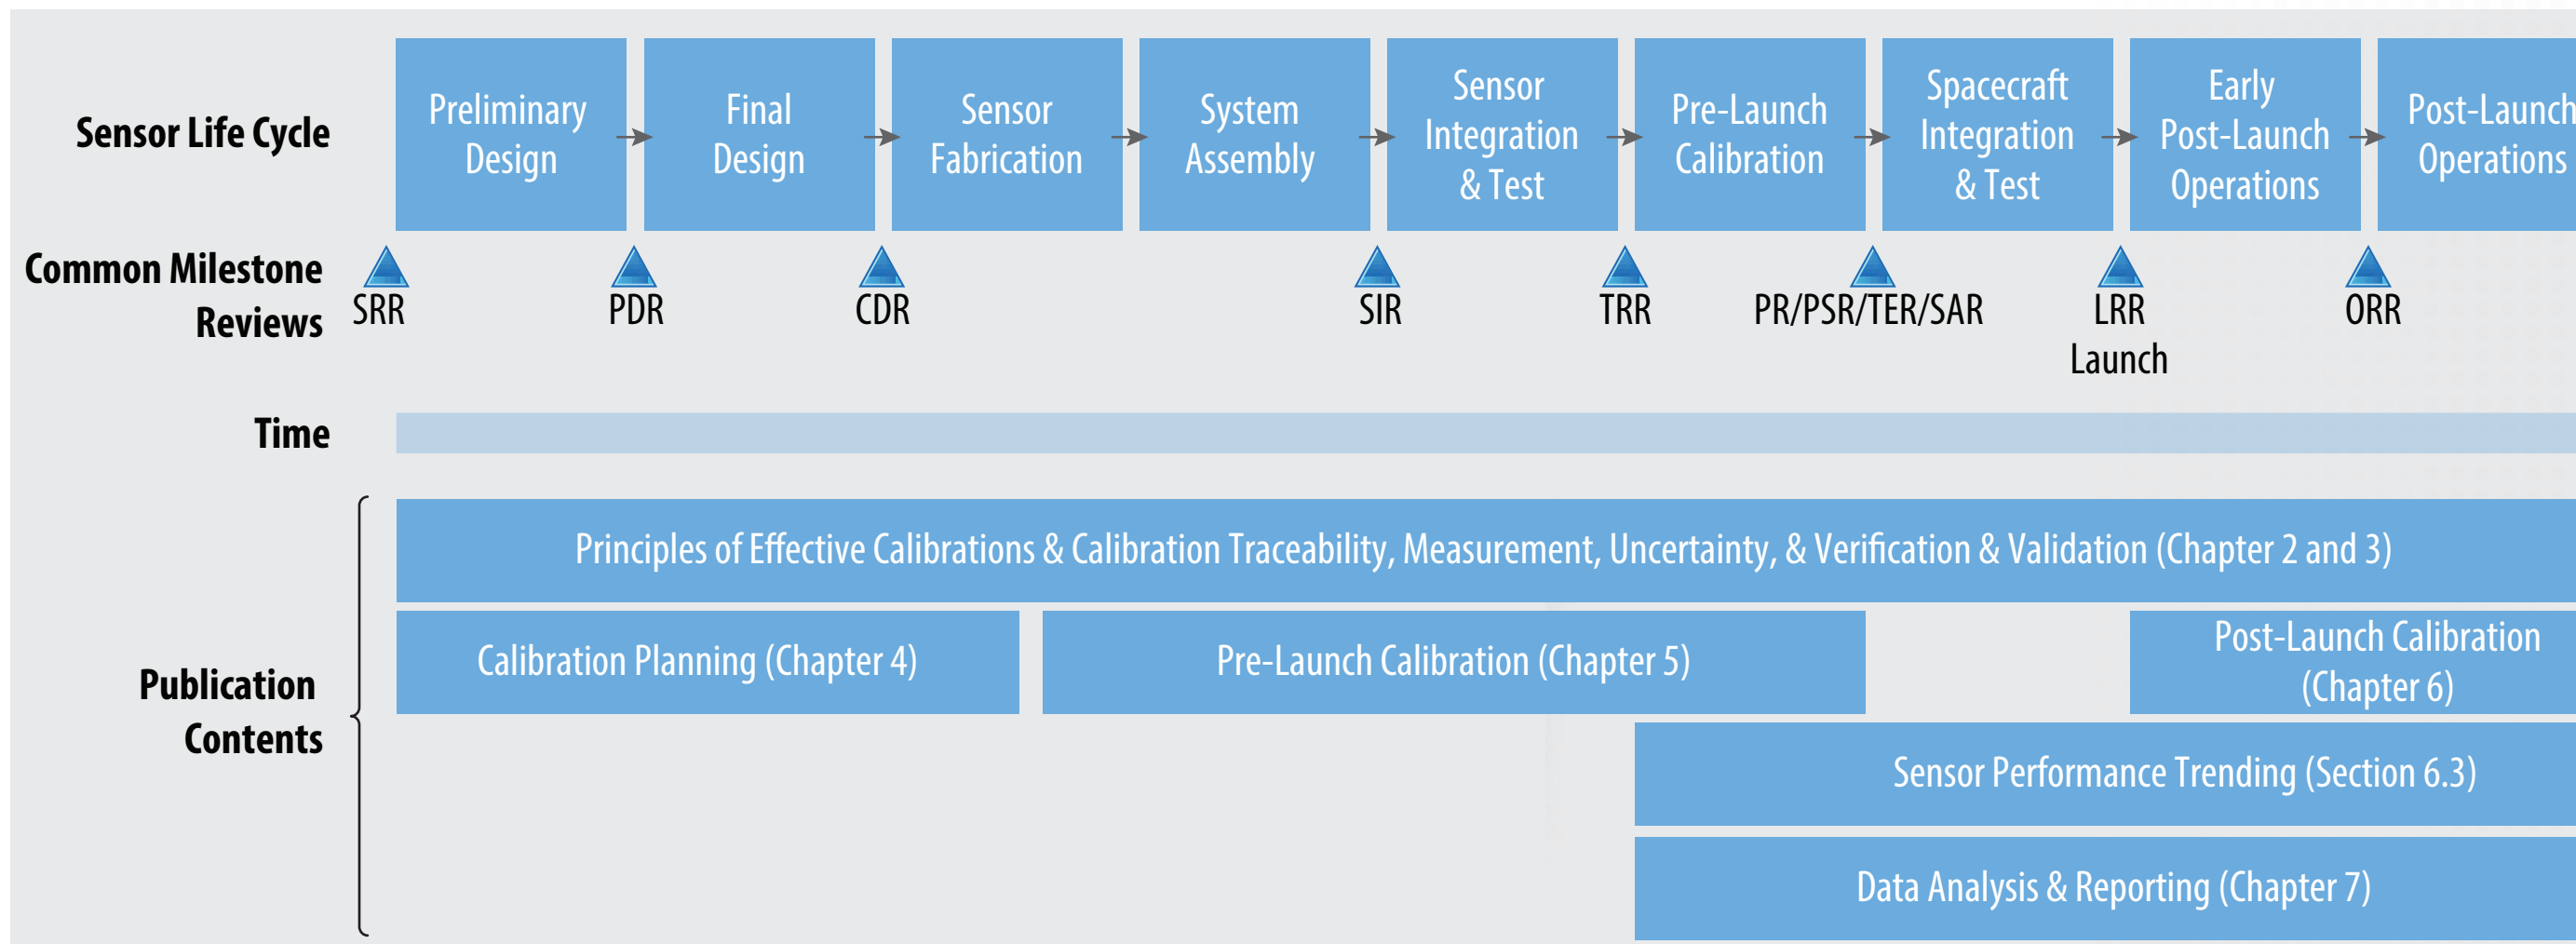 Sensor Life Cycle
Preliminary
Design
Final
Design
Sensor
Fabrication
System
Assembly
Sensor
Integration
& Test
Pre-Launch
Calibration
Spacecraft
Integration
& Test
Early
Post-Launch
Operations
Post-Launch
Operations
Common Milestone
Reviews
SRR
PDR
CDR
SIR
TRR
PR/PSR/TER/SAR
LRR
Launch
ORR
Time
Publication
Contents
Principles of Effective Calibrations & Calibration Traceability, Measurement, Uncertainty, & Verification & Validation (Chapter 2 and 3)
Calibration Planning (Chapter 4)
Pre-Launch Calibration (Chapter 5)
Post-Launch Calibration
(Chapter 6)
Sensor Performance Trending (Section 6.3)
Data Analysis & Reporting (Chapter 7)